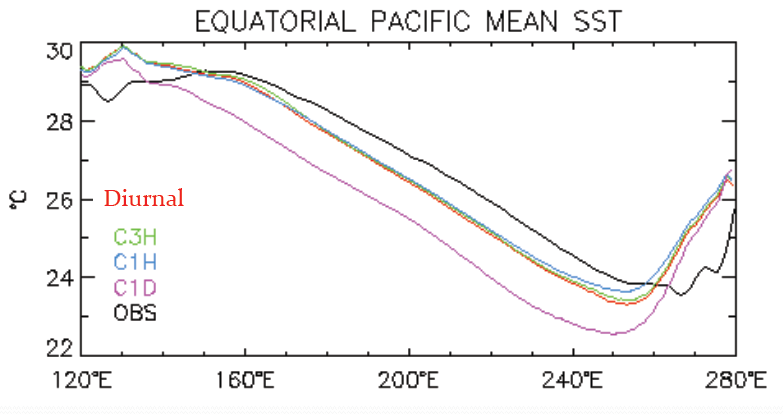 EQUATORIAL PACIFIC MEAN SST
30
28
26
24
22
°C
Diurnal
C3H
C1H
C1D
OBS
120°E 160°E 200°E 240°E 280°E